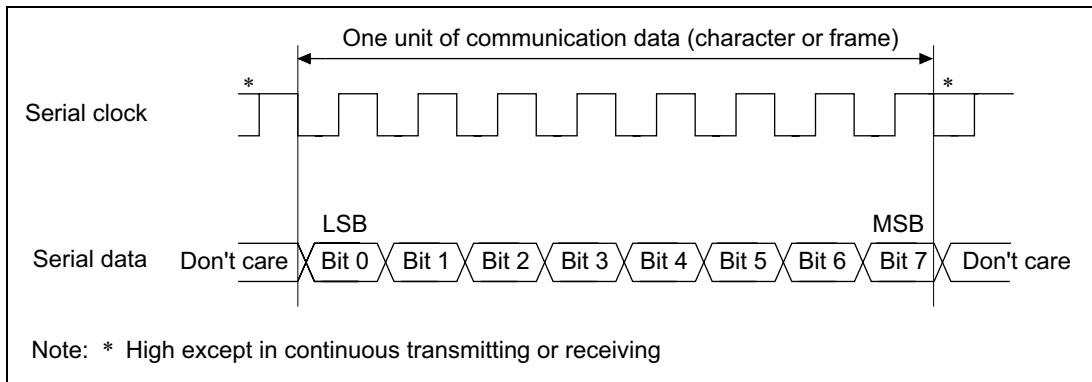 One unit of communication data (character or frame)
* *
Serial clock
LSB MSB
Serial data Don't care Bit 0 Bit 1 Bit 2 Bit 3 Bit 4 Bit 5 Bit 6 Bit 7 Don't care
Note: * High except in continuous transmitting or receiving